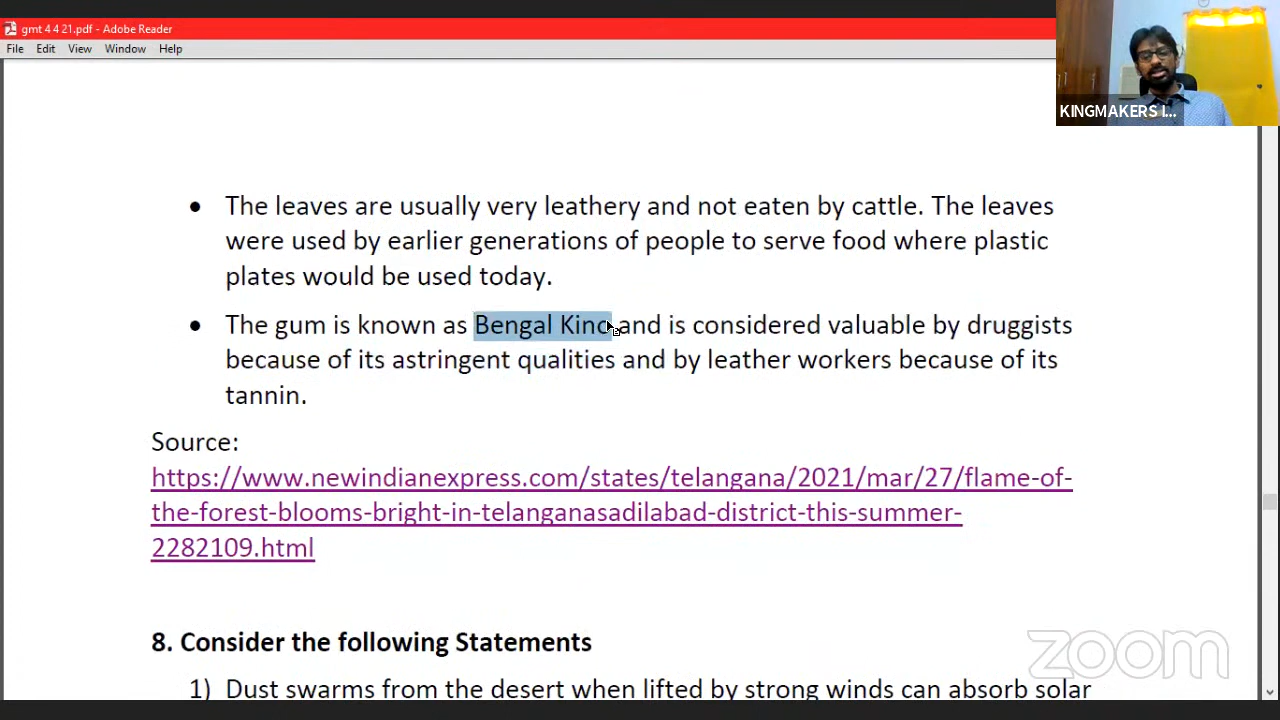 gmt 4 4 21.pdf - Adobe Reader
File Edit View Window Help
KINGMAKERS I...
• The leaves are usually very leathery and not eaten by cattle. The leaves
were used by earlier generations of people to serve food where plastic
plates would be used today.
• The gum is known as Bengal Kino and is considered valuable by druggists
because of its astringent qualities and by leather workers because of its
tannin.
Source:
https://www.newindianexpress.com/states/telangana/2021/mar/27/flame-of-
the-forest-blooms-bright-in-telanganasadilabad-district-this-summer-
2282109.html
8. Consider the following Statements
1) Dust swarms from the desert when lifted by strong winds can absorb solar
zoom